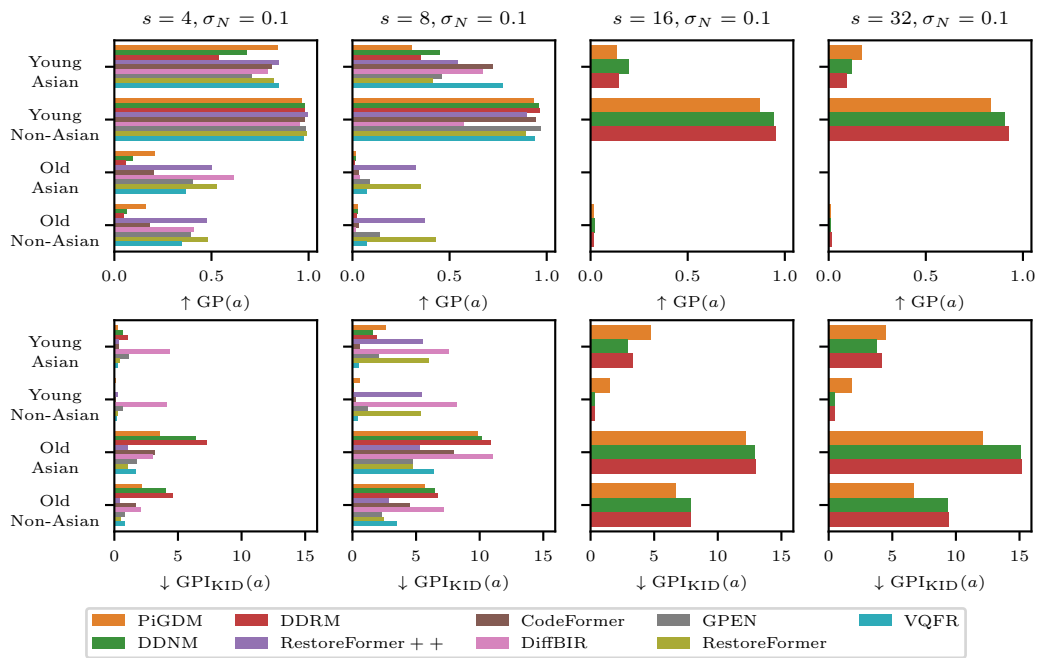 s = 4, σ_N = 0.1
s = 8, σ_N = 0.1
s = 16, σ_N = 0.1
s = 32, σ_N = 0.1
Young
Asian
Young
Non-Asian
Old
Asian
Old
Non-Asian
0.0 0.5 1.0
0.0 0.5 1.0
0.0 0.5 1.0
0.0 0.5 1.0
↑ GP(a)
↑ GP(a)
↑ GP(a)
↑ GP(a)
Young
Asian
Young
Non-Asian
Old
Asian
Old
Non-Asian
0 5 10 15
0 5 10 15
0 5 10 15
0 5 10 15
↓ GPI_KID(a)
↓ GPI_KID(a)
↓ GPI_KID(a)
↓ GPI_KID(a)
PiGDM DDRM CodeFormer GPEN VQFR
DDNM RestoreFormer + + DiffBIR RestoreFormer